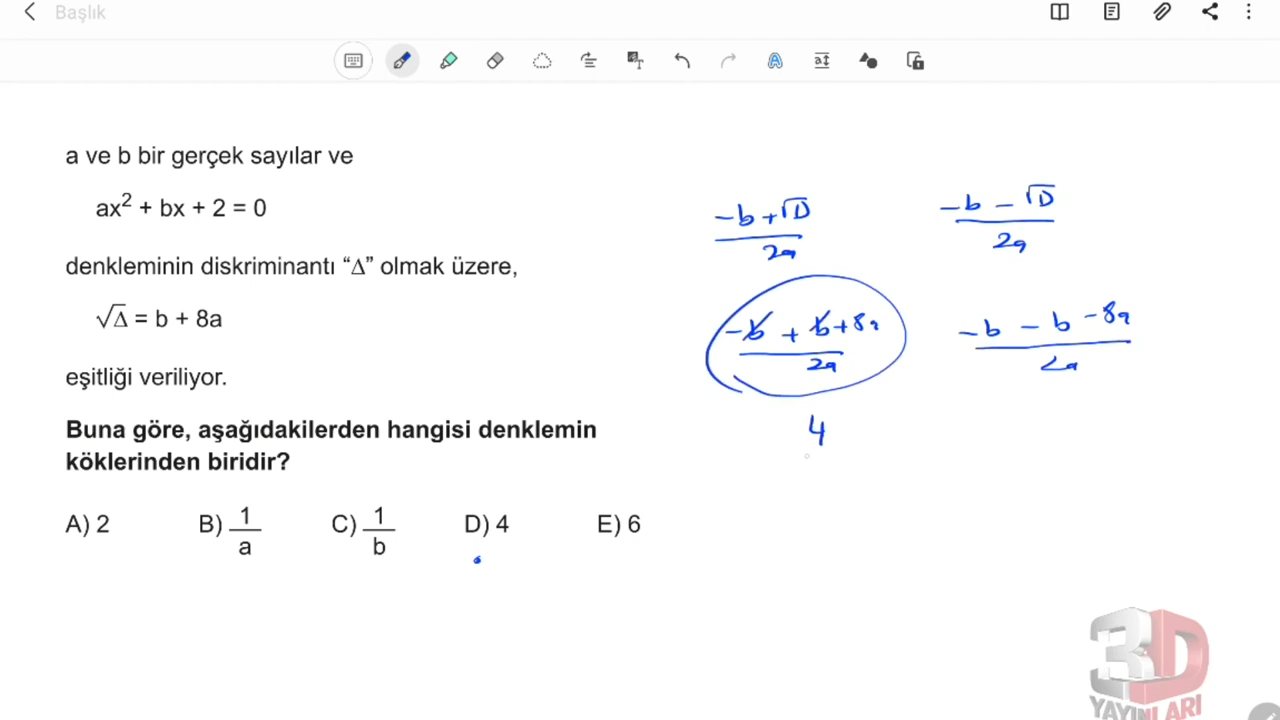 Başlık
a ve b bir gerçek sayılar ve
ax² + bx + 2 = 0
denkleminin diskriminantı “Δ” olmak üzere,
√Δ = b + 8a
eşitliği veriliyor.
Buna göre, aşağıdakilerden hangisi denklemin
köklerinden biridir?
A) 2 B) 1/a C) 1/b D) 4 E) 6
(-b + √D)/2a (-b - √D)/2a
(-b + b + 8a)/2a (-b - b - 8a)/2a
4
3D
YAYINLARI